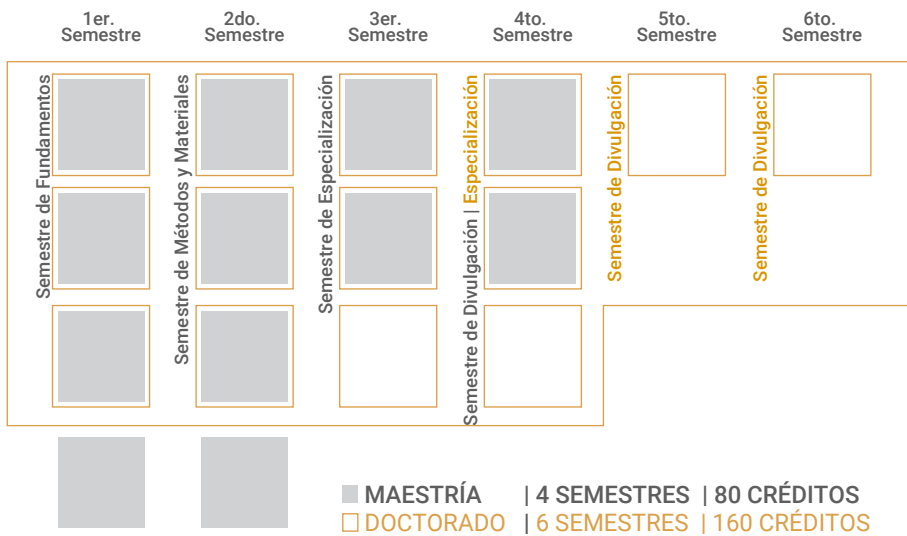 1er.
Semestre
2do.
Semestre
3er.
Semestre
4to.
Semestre
5to.
Semestre
6to.
Semestre
Semestre de Fundamentos
Semestre de Métodos y Materiales
Semestre de Especialización
Semestre de Divulgación | Especialización
Semestre de Divulgación
Semestre de Divulgación
MAESTRÍA | 4 SEMESTRES | 80 CRÉDITOS
DOCTORADO | 6 SEMESTRES | 160 CRÉDITOS